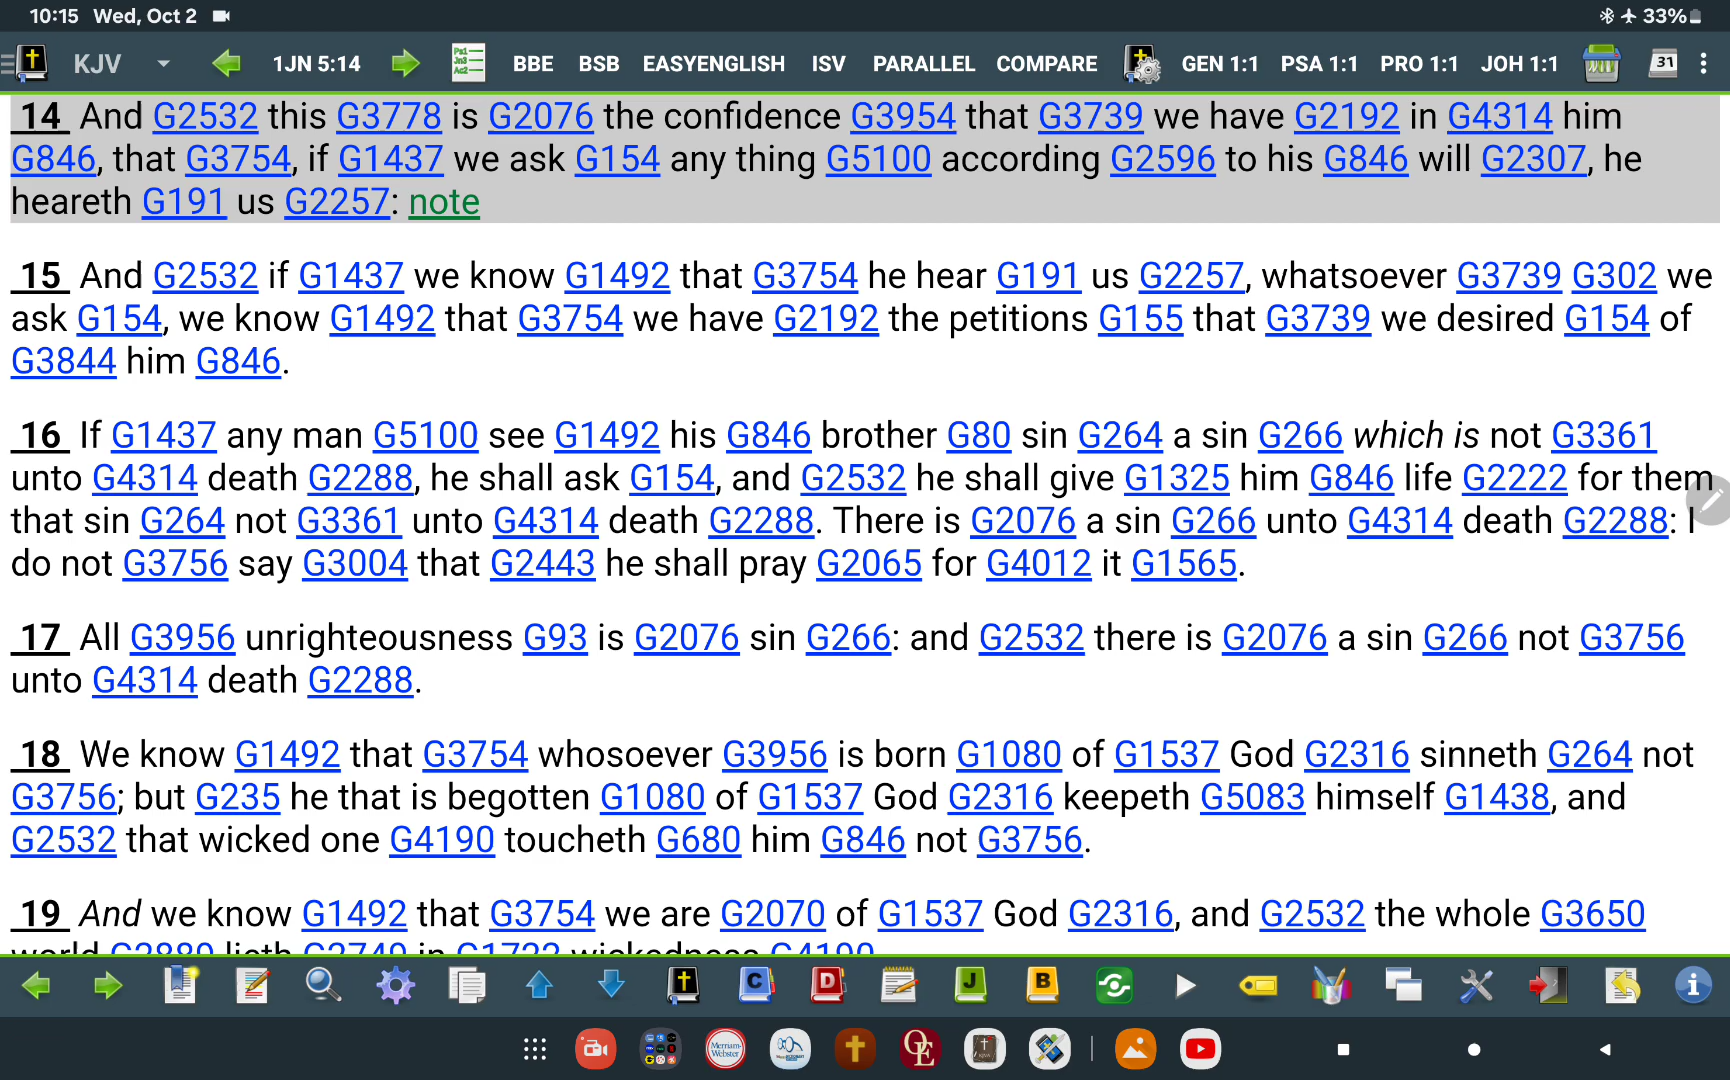 10:15 Wed, Oct 2 33%
KJV 1JN 5:14 Ps1 Jn3 Ac2 BBE BSB EASYENGLISH ISV PARALLEL COMPARE GEN 1:1 PSA 1:1 PRO 1:1 JOH 1:1 31
14 And G2532 this G3778 is G2076 the confidence G3954 that G3739 we have G2192 in G4314 him
G846, that G3754, if G1437 we ask G154 any thing G5100 according G2596 to his G846 will G2307, he
heareth G191 us G2257: note
15 And G2532 if G1437 we know G1492 that G3754 he hear G191 us G2257, whatsoever G3739 G302 we
ask G154, we know G1492 that G3754 we have G2192 the petitions G155 that G3739 we desired G154 of
G3844 him G846.
16 If G1437 any man G5100 see G1492 his G846 brother G80 sin G264 a sin G266 which is not G3361
unto G4314 death G2288, he shall ask G154, and G2532 he shall give G1325 him G846 life G2222 for them
that sin G264 not G3361 unto G4314 death G2288. There is G2076 a sin G266 unto G4314 death G2288: I
do not G3756 say G3004 that G2443 he shall pray G2065 for G4012 it G1565.
17 All G3956 unrighteousness G93 is G2076 sin G266: and G2532 there is G2076 a sin G266 not G3756
unto G4314 death G2288.
18 We know G1492 that G3754 whosoever G3956 is born G1080 of G1537 God G2316 sinneth G264 not
G3756; but G235 he that is begotten G1080 of G1537 God G2316 keepeth G5083 himself G1438, and
G2532 that wicked one G4190 toucheth G680 him G846 not G3756.
19 And we know G1492 that G3754 we are G2070 of G1537 God G2316, and G2532 the whole G3650
world G2889 lieth G2749 in G1722 wickedness G4190
C D J B
Merriam-Webster OE